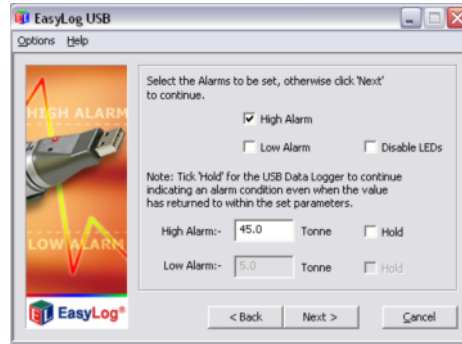 EasyLog USB
Options Help
HIGH ALARM
LOW ALARM
EasyLog®
Select the Alarms to be set, otherwise click 'Next'
to continue.
High Alarm
Low Alarm Disable LEDs
Note: Tick 'Hold' for the USB Data Logger to continue
indicating an alarm condition even when the value
has returned to within the set parameters.
High Alarm:- 45.0 Tonne Hold
Low Alarm:- 5.0 Tonne Hold
< Back Next > Cancel